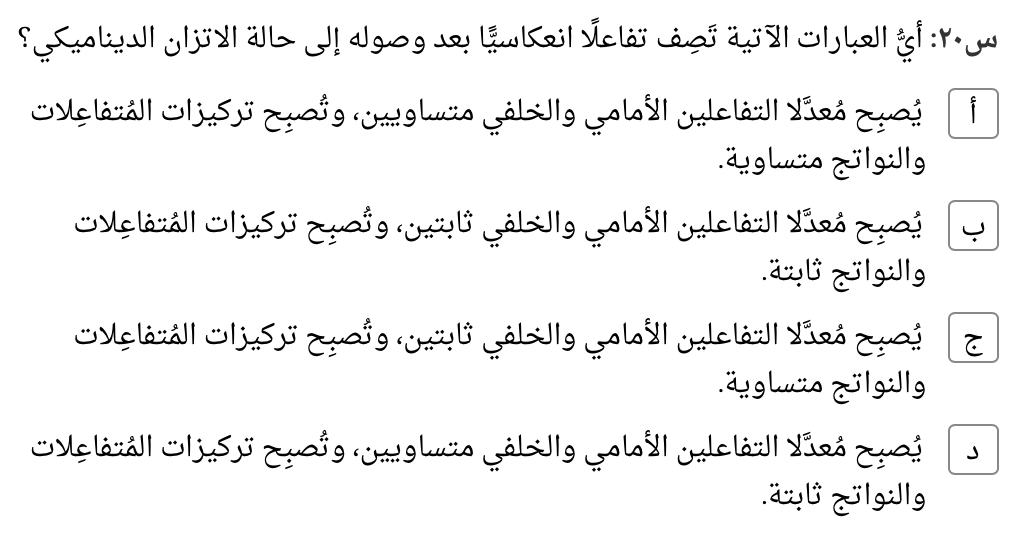 س٢٠: أيُّ العبارات الآتية تَصِف تفاعلًا انعكاسيًّا بعد وصوله إلى حالة الاتزان الديناميكي؟
أ يُصبِح مُعدَّلا التفاعلين الأمامي والخلفي متساويين، وتُصبِح تركيزات المُتفاعِلات
والنواتج متساوية.
ب يُصبِح مُعدَّلا التفاعلين الأمامي والخلفي ثابتين، وتُصبِح تركيزات المُتفاعِلات
والنواتج ثابتة.
ج يُصبِح مُعدَّلا التفاعلين الأمامي والخلفي ثابتين، وتُصبِح تركيزات المُتفاعِلات
والنواتج متساوية.
د يُصبِح مُعدَّلا التفاعلين الأمامي والخلفي متساويين، وتُصبِح تركيزات المُتفاعِلات
والنواتج ثابتة.